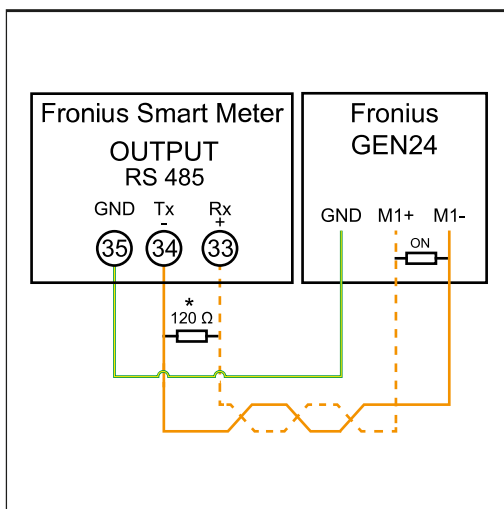 Fronius Smart Meter
OUTPUT
RS 485
GND Tx Rx
- +
35 34 33
*
120 Ω
Fronius
GEN24
GND M1+ M1-
ON